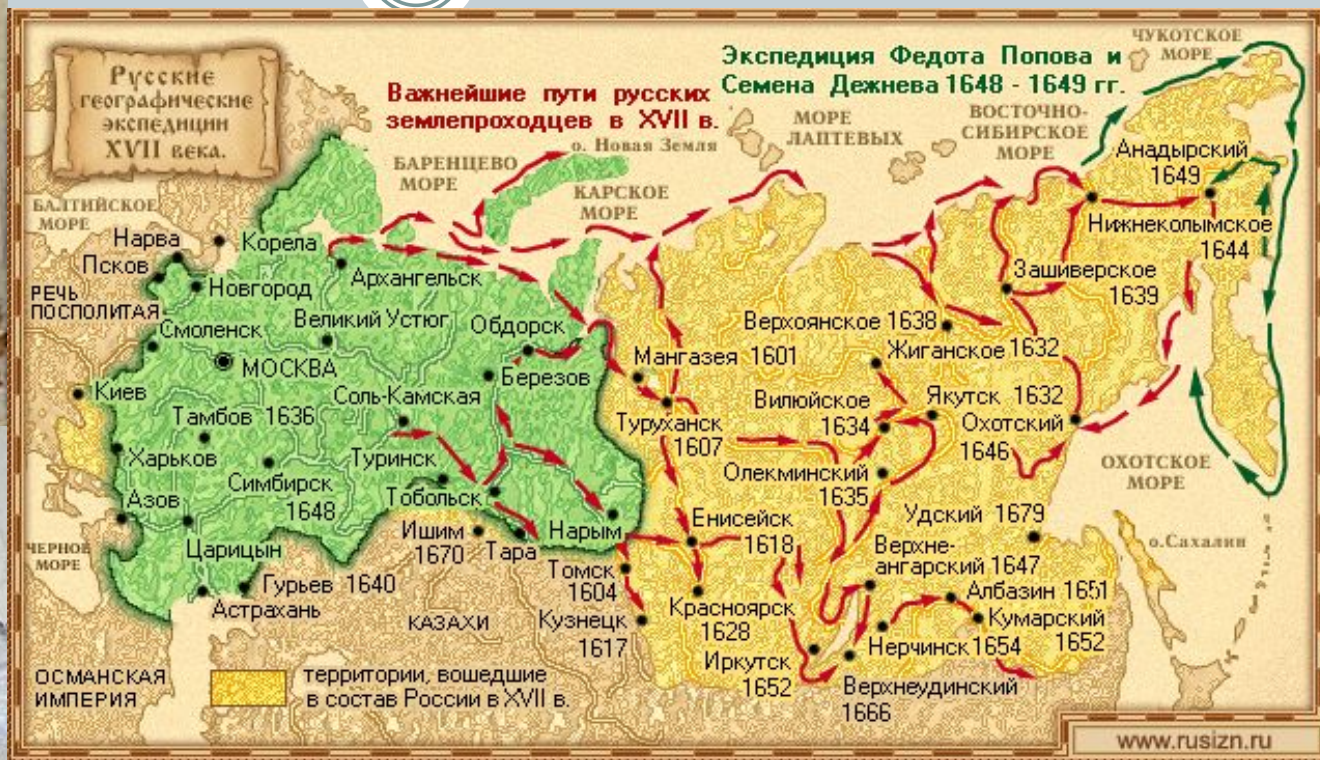 Русские
географические
экспедиции
XVII века.
Важнейшие пути русских
землепроходцев в XVII в.
Экспедиция Федота Попова и
Семена Дежнева 1648 - 1649 гг.
ЧУКОТСКОЕ
МОРЕ
ВОСТОЧНО-
СИБИРСКОЕ
МОРЕ
МОРЕ
ЛАПТЕВЫХ
о. Новая Земля
БАРЕНЦЕВО
МОРЕ
КАРСКОЕ
МОРЕ
БАЛТИЙСКОЕ
МОРЕ
Анадырский
1649
Нижнеколымское
1644
Зашиверское
1639
Нарва
Корела
Псков
Новгород
Архангельск
РЕЧЬ
ПОСПОЛИТАЯ
Смоленск
Великий Устюг
Обдорск
МОСКВА
Березов
Киев
Соль-Камская
Тамбов 1636
Харьков
Туринск
Симбирск
1648
Тобольск
Азов
Царицын
Ишим
1670
Тара
Нарым
ЧЕРНОЕ
МОРЕ
Гурьев 1640
Астрахань
КАЗАХИ
Томск
1604
Кузнецк
1617
Мангазея 1601
Туруханск
1607
Верхоянское 1638
Жиганское 1632
Вилюйское
1634
Якутск 1632
Охотский
1646
Олекминский
1635
ОХОТСКОЕ
МОРЕ
Енисейск
1618
Удский 1679
Верхне-
ангарский 1647
о.Сахалин
Албазин 1651
Красноярск
1628
Кумарский
1652
Нерчинск 1654
Иркутск
1652
Верхнеудинский
1666
ОСМАНСКАЯ
ИМПЕРИЯ
территории, вошедшие
в состав России в XVII в.
www.rusizn.ru